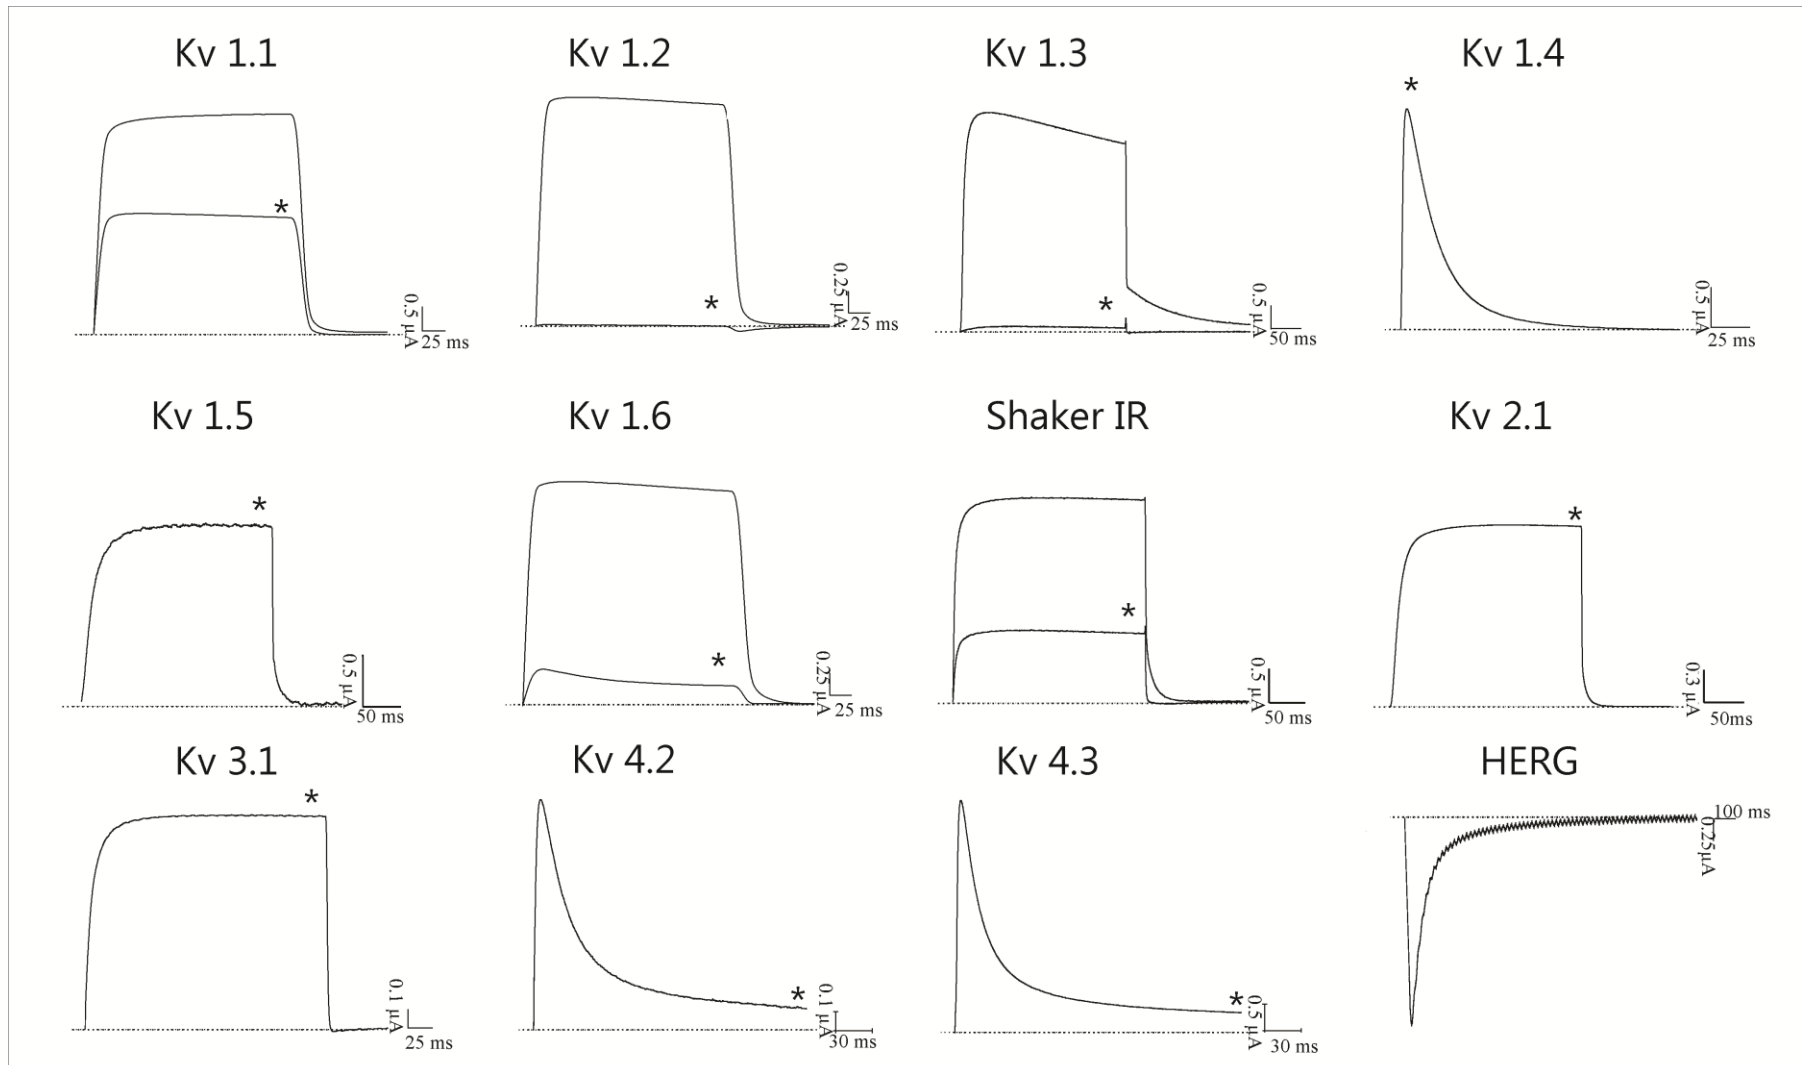 Kv 1.1
Kv 1.2
Kv 1.3
Kv 1.4
*
*
0.5 µA
25 ms
*
0.25 µA
25 ms
*
0.5 µA
50 ms
0.5 µA
25 ms
Kv 1.5
Kv 1.6
Shaker IR
Kv 2.1
*
0.5 µA
50 ms
*
0.25 µA
25 ms
*
0.5 µA
50 ms
*
0.3 µA
50ms
Kv 3.1
Kv 4.2
Kv 4.3
HERG
*
0.1 µA
25 ms
*
0.1 µA
30 ms
*
0.5 µA
30 ms
100 ms
0.25µA